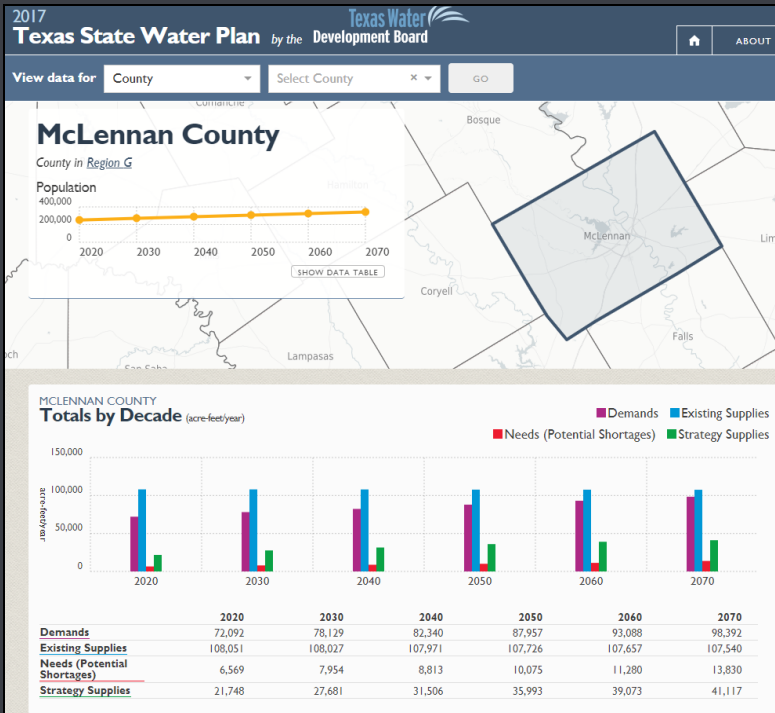 2017
Texas State Water Plan by the Texas Water Development Board
ABOUT
View data for County Select County × GO
Comanche
Bosque
McLennan County
County in Region G
Hamilton
Population
400,000
200,000
0
2020 2030 2040 2050 2060 2070
SHOW DATA TABLE
McLennan
Lim
Coryell
Falls
och
San Saba
Lampasas
MCLENNAN COUNTY
Totals by Decade (acre-feet/year)
Demands Existing Supplies
Needs (Potential Shortages) Strategy Supplies
150,000
100,000
50,000
0
acre-feet/year
2020 2030 2040 2050 2060 2070
2020 2030 2040 2050 2060 2070
Demands 72,092 78,129 82,340 87,957 93,088 98,392
Existing Supplies 108,051 108,027 107,971 107,726 107,657 107,540
Needs (Potential Shortages) 6,569 7,954 8,813 10,075 11,280 13,830
Strategy Supplies 21,748 27,681 31,506 35,993 39,073 41,117